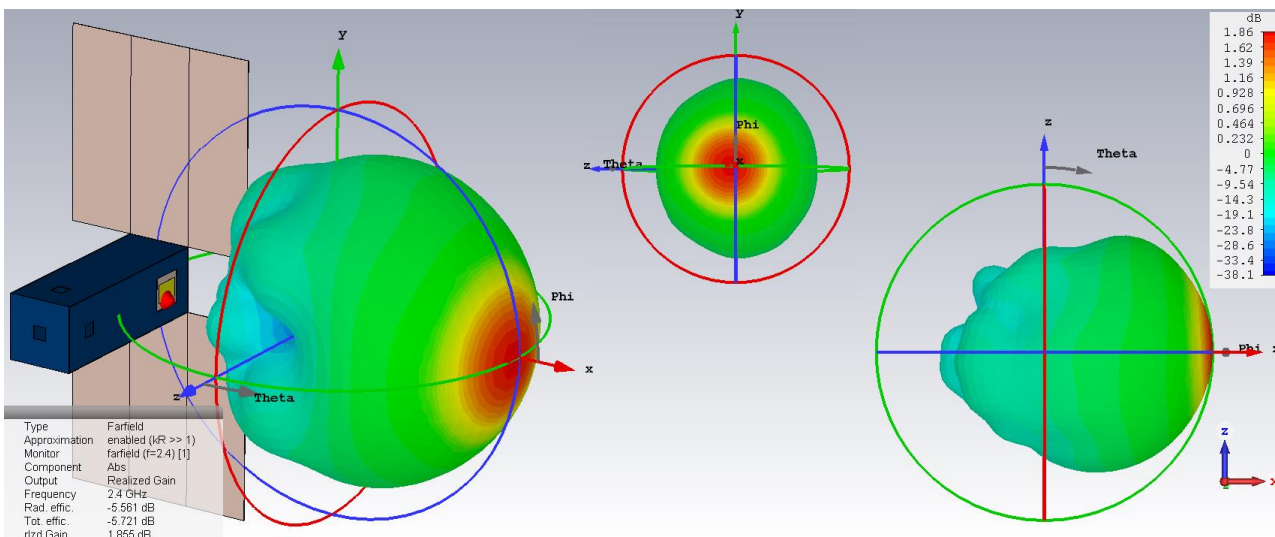 y
Phi
x
z
Theta
Type Farfield
Approximation enabled (kR >> 1)
Monitor farfield (f=2.4) [1]
Component Abs
Output Realized Gain
Frequency 2.4 GHz
Rad. effic. -5.561 dB
Tot. effic. -5.721 dB
rlzd Gain 1.855 dB
y
Phi
z Theta x
z
Theta
Phi x
z
x
dB
1.86
1.62
1.39
1.16
0.928
0.696
0.464
0.232
0
-4.77
-9.54
-14.3
-19.1
-23.8
-28.6
-33.4
-38.1